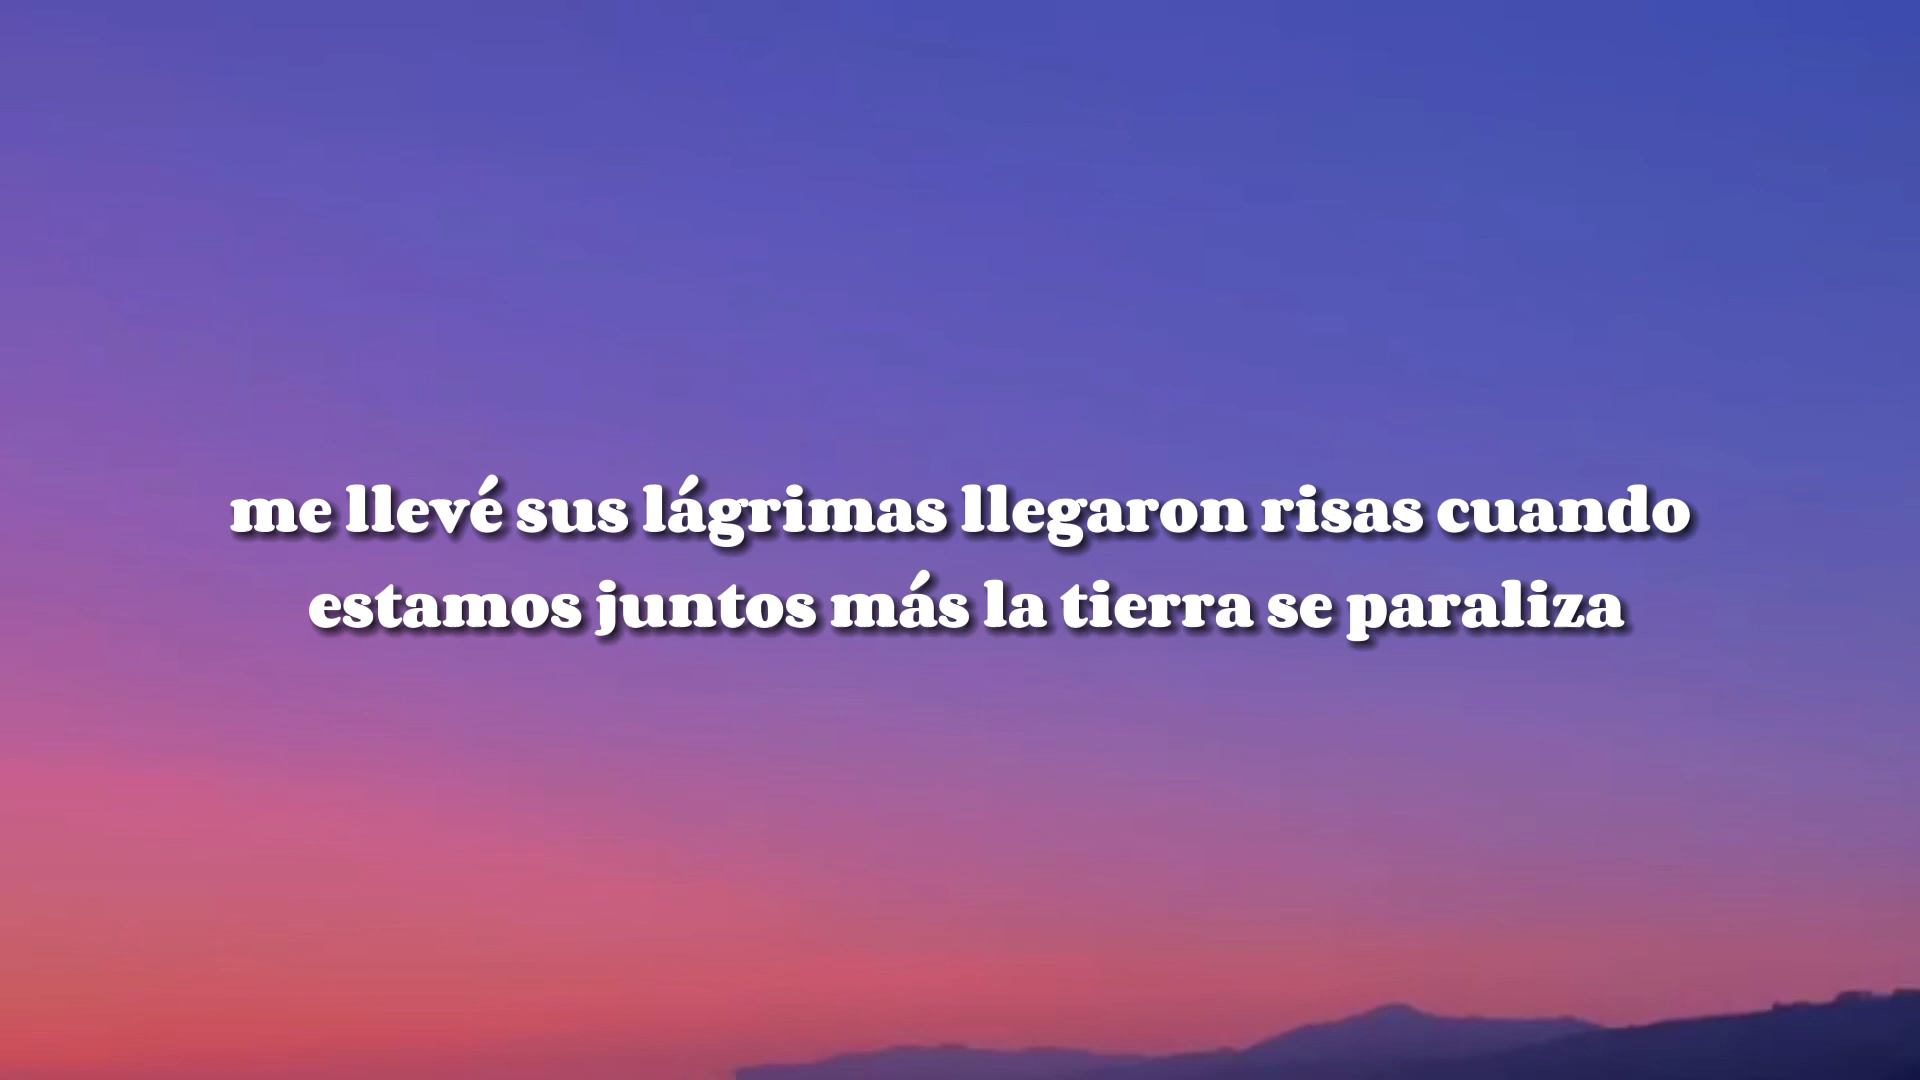 me llevé sus lágrimas llegaron risas cuando
estamos juntos más la tierra se paraliza